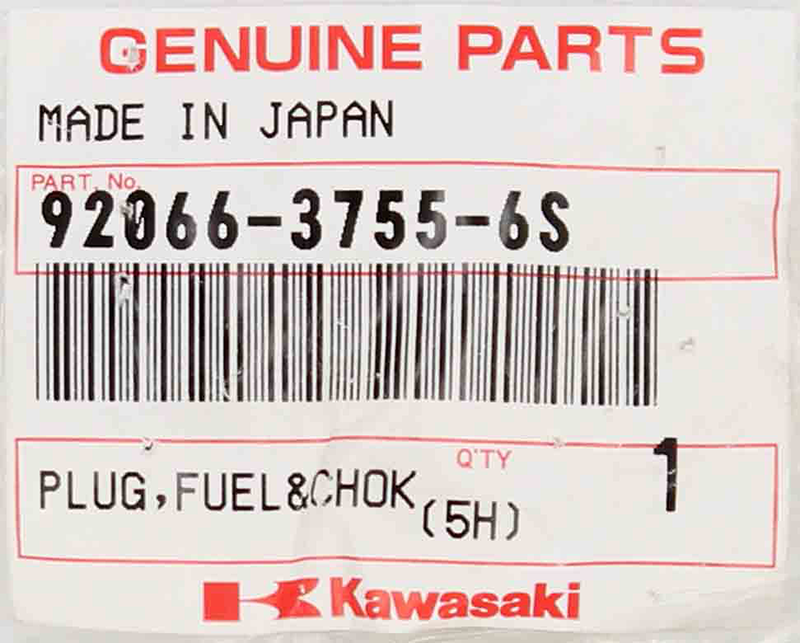 GENUINE PARTS
MADE IN JAPAN
PART. No.
92066-3755-6S
Q'TY
PLUG,FUEL&CHOK (5H) 1
Kawasaki